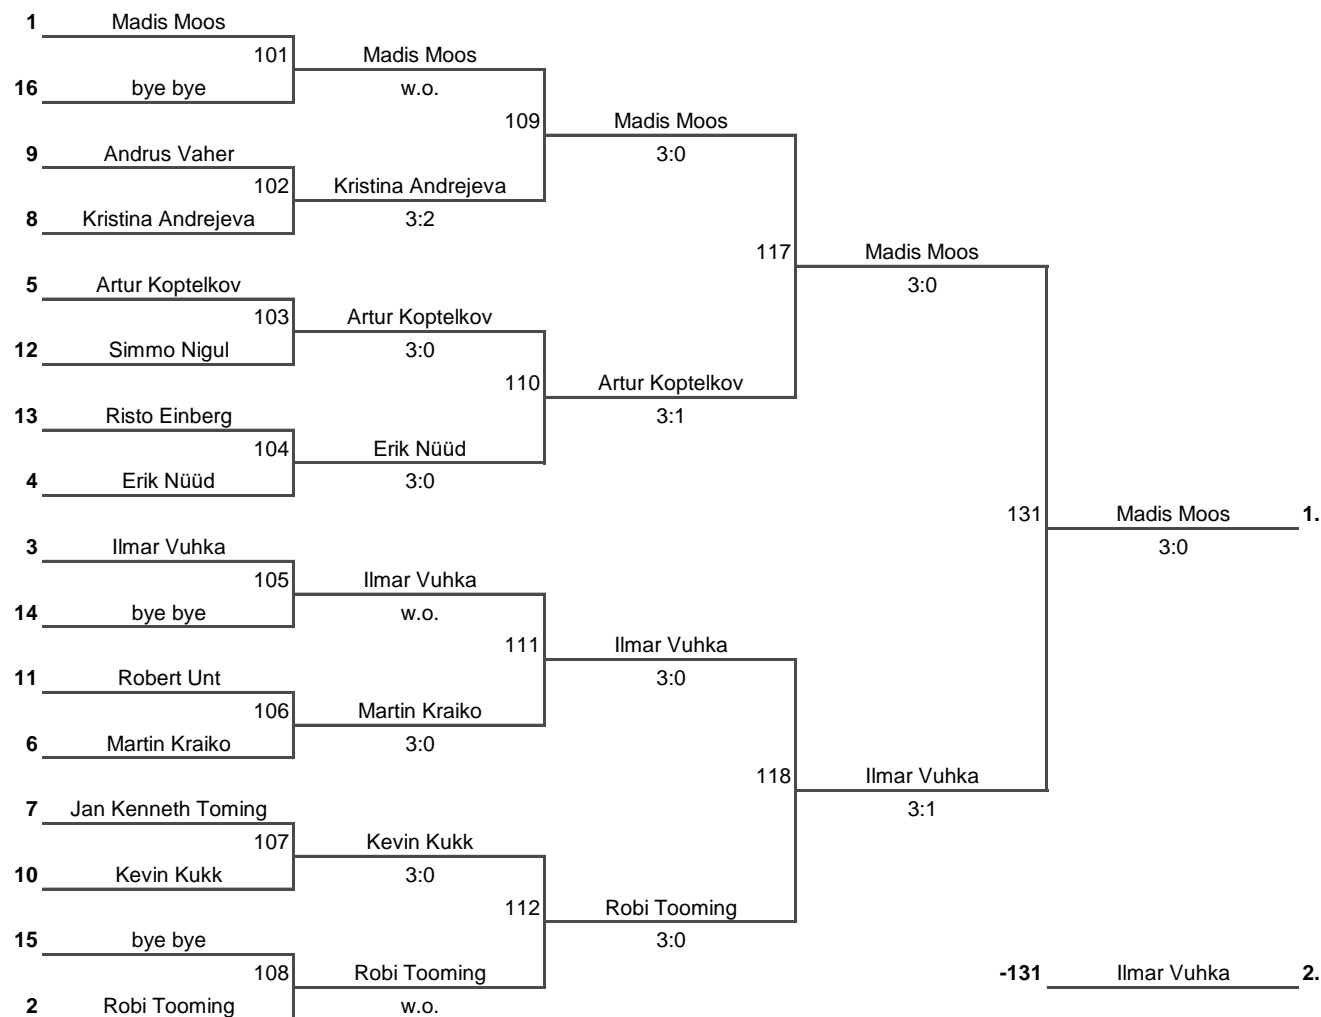 1 Madis Moos
101 Madis Moos
16 bye bye w.o.
109 Madis Moos
9 Andrus Vaher 3:0
102 Kristina Andrejeva
8 Kristina Andrejeva 3:2
117 Madis Moos
5 Artur Koptelkov 3:0
103 Artur Koptelkov
12 Simmo Nigul 3:0
110 Artur Koptelkov
13 Risto Einberg 3:1
104 Erik Nüüd
4 Erik Nüüd 3:0
131 Madis Moos 1.
3 Ilmar Vuhka 3:0
105 Ilmar Vuhka
14 bye bye w.o.
111 Ilmar Vuhka
11 Robert Unt 3:0
106 Martin Kraiko
6 Martin Kraiko 3:0
118 Ilmar Vuhka
7 Jan Kenneth Toming 3:1
107 Kevin Kukk
10 Kevin Kukk 3:0
112 Robi Tooming
15 bye bye 3:0
108 Robi Tooming -131 Ilmar Vuhka 2.
2 Robi Tooming w.o.